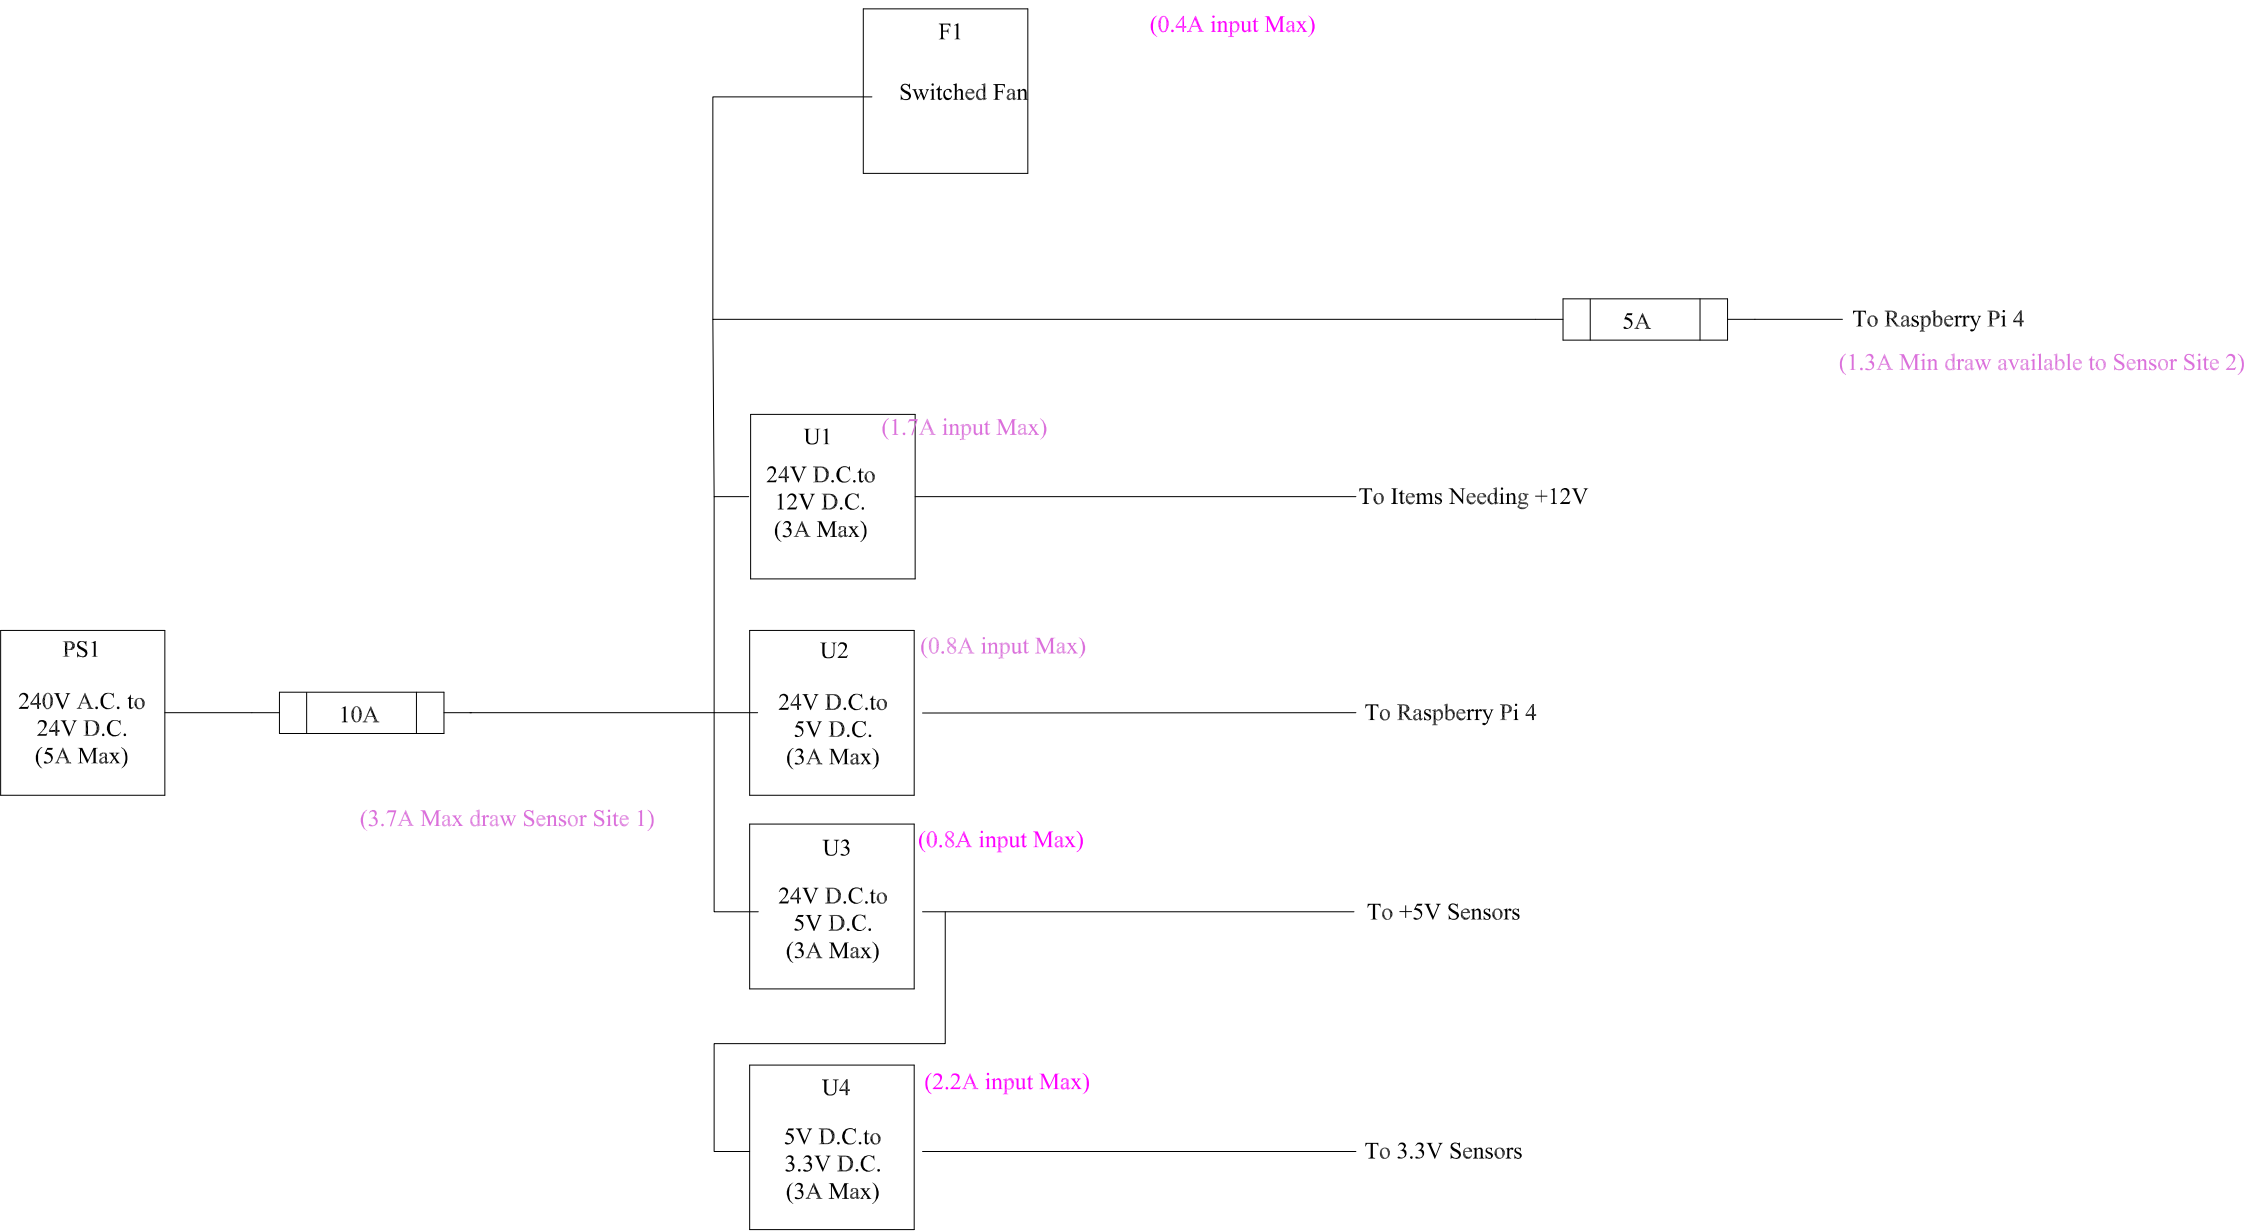 F1
(0.4A input Max)
Switched Fan
5A
To Raspberry Pi 4
(1.3A Min draw available to Sensor Site 2)
U1
(1.7A input Max)
24V D.C.to
12V D.C.
(3A Max)
To Items Needing +12V
PS1
240V A.C. to
24V D.C.
(5A Max)
10A
(3.7A Max draw Sensor Site 1)
U2
(0.8A input Max)
24V D.C.to
5V D.C.
(3A Max)
To Raspberry Pi 4
U3
(0.8A input Max)
24V D.C.to
5V D.C.
(3A Max)
To +5V Sensors
U4
(2.2A input Max)
5V D.C.to
3.3V D.C.
(3A Max)
To 3.3V Sensors